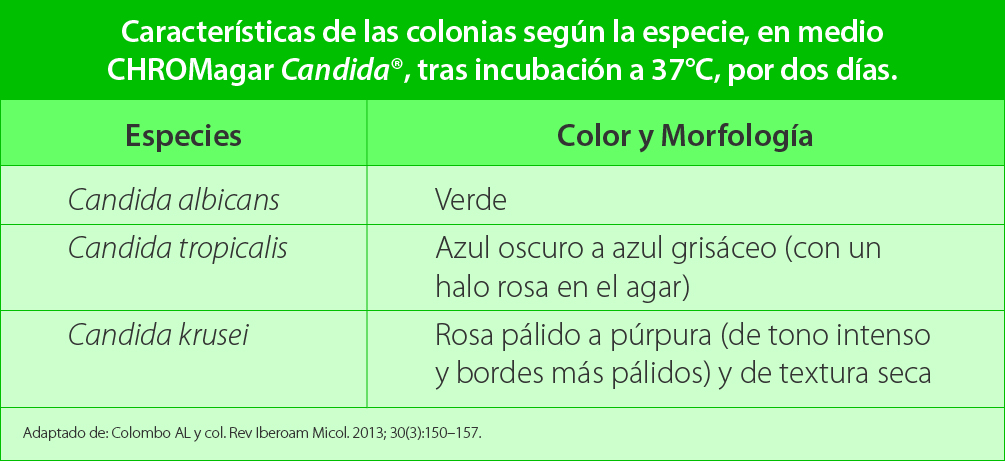 Características de las colonias según la especie, en medio
CHROMagar Candida®, tras incubación a 37°C, por dos días.
Especies
Color y Morfología
Candida albicans
Verde
Candida tropicalis
Azul oscuro a azul grisáceo (con un
halo rosa en el agar)
Candida krusei
Rosa pálido a púrpura (de tono intenso
y bordes más pálidos) y de textura seca
Adaptado de: Colombo AL y col. Rev Iberoam Micol. 2013; 30(3):150–157.